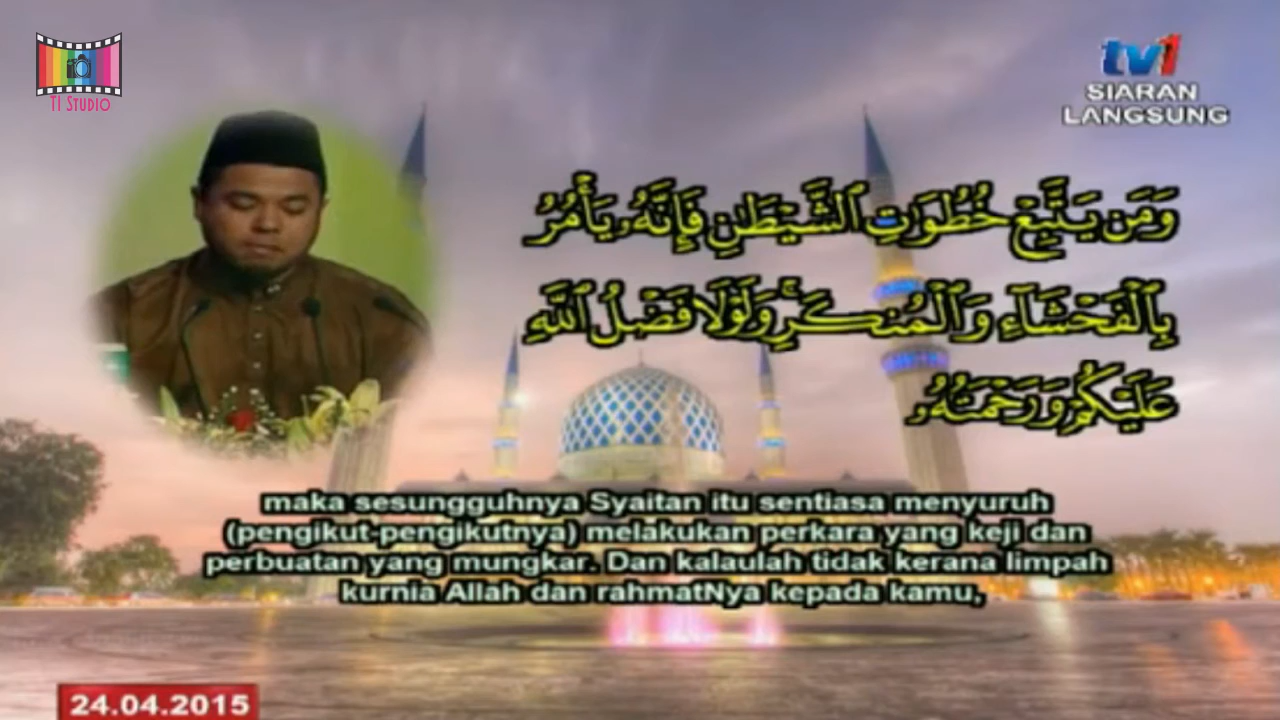 TI STUDIO
tv1
SIARAN
LANGSUNG
وَمَن يَتَّبِعْ خُطُوَٰتِ ٱلشَّيْطَٰنِ فَإِنَّهُۥ يَأْمُرُ
بِٱلْفَحْشَآءِ وَٱلْمُنكَرِ ۚ وَلَوْلَا فَضْلُ ٱللَّهِ
عَلَيْكُمْ وَرَحْمَتُهُۥ
maka sesungguhnya Syaitan itu sentiasa menyuruh
(pengikut-pengikutnya) melakukan perkara yang keji dan
perbuatan yang mungkar. Dan kalaulah tidak kerana limpah
kurnia Allah dan rahmatNya kepada kamu,
24.04.2015